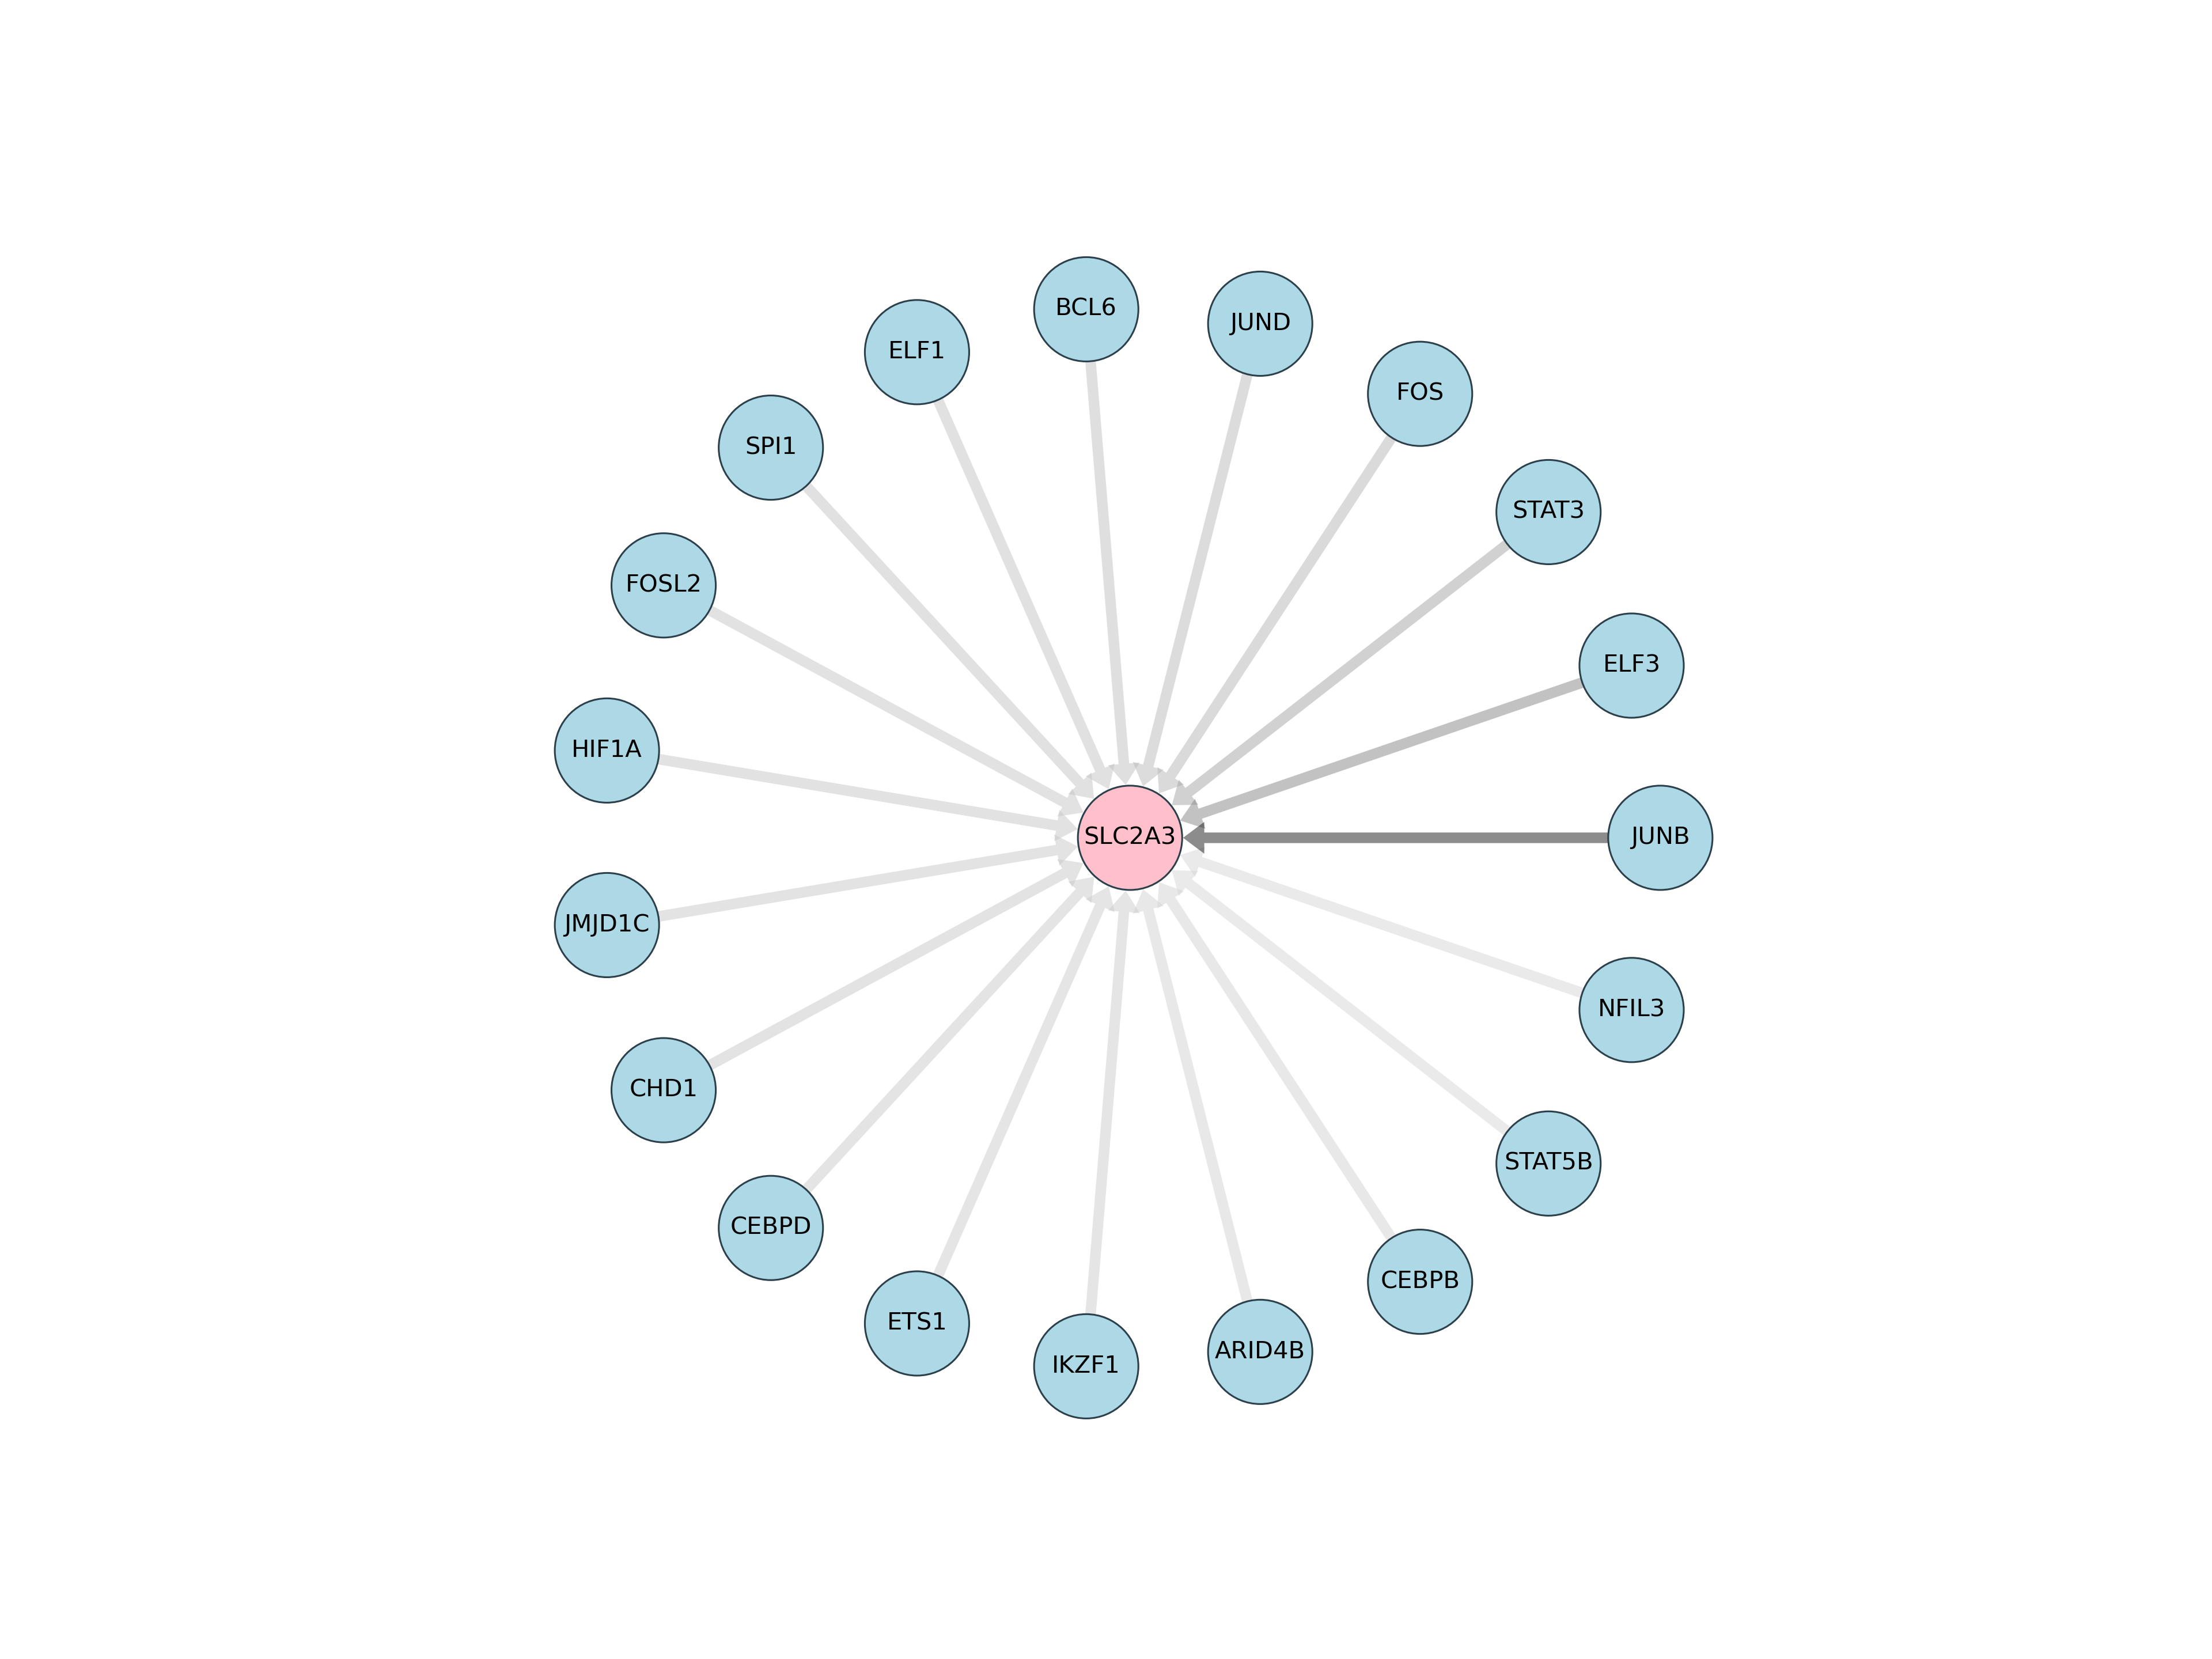 BCL6
JUND
ELF1
FOS
SPI1
STAT3
FOSL2
ELF3
HIF1A
SLC2A3
JUNB
JMJD1C
NFIL3
CHD1
STAT5B
CEBPD
CEBPB
ETS1
ARID4B
IKZF1